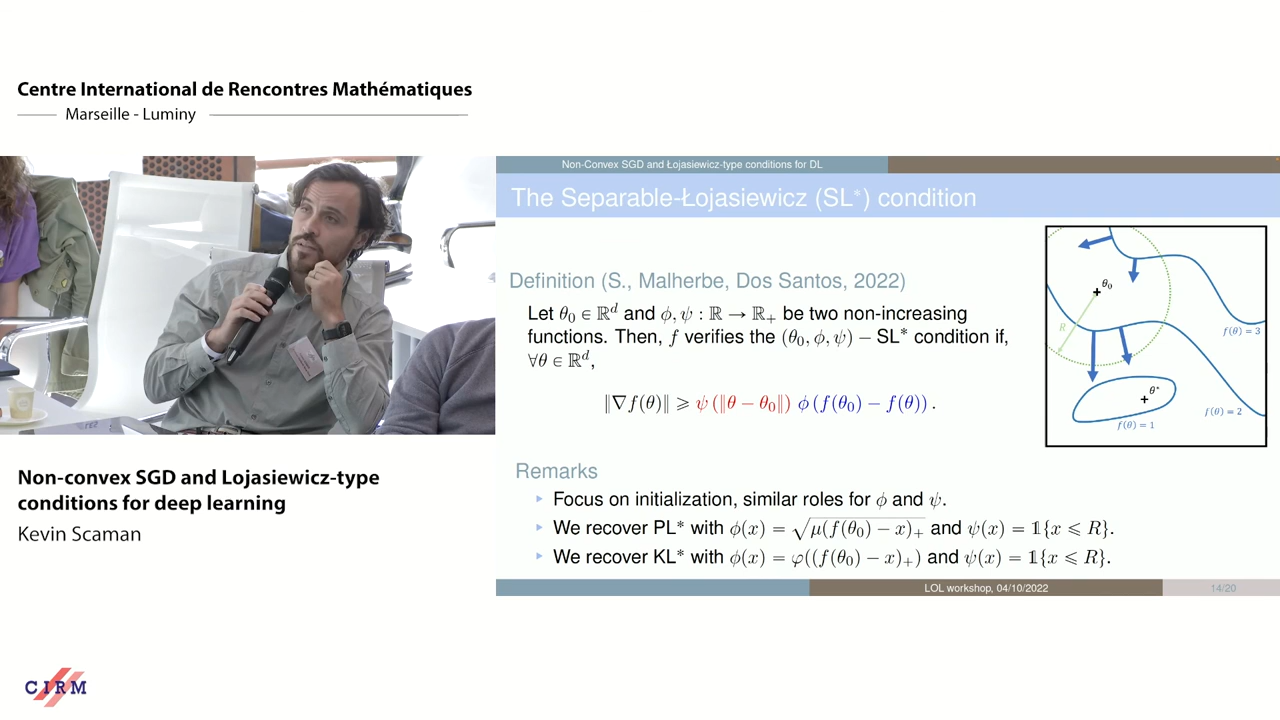 Centre International de Rencontres Mathématiques
Marseille - Luminy
Non-Convex SGD and Łojasiewicz-type conditions for DL
The Separable-Łojasiewicz (SL*) condition
Definition (S., Malherbe, Dos Santos, 2022)
Let θ₀ ∈ ℝᵈ and ϕ, ψ : ℝ → ℝ₊ be two non-increasing
functions. Then, f verifies the (θ₀, ϕ, ψ) − SL* condition if,
∀θ ∈ ℝᵈ,
‖∇f(θ)‖ ⩾ ψ (‖θ − θ₀‖) ϕ (f(θ₀) − f(θ)) .
θ₀
R
f(θ) = 3
θ*
f(θ) = 2
f(θ) = 1
Remarks
Focus on initialization, similar roles for ϕ and ψ.
We recover PL* with ϕ(x) = √μ(f(θ₀) − x)₊ and ψ(x) = 𝟙{x ⩽ R}.
We recover KL* with ϕ(x) = φ((f(θ₀) − x)₊) and ψ(x) = 𝟙{x ⩽ R}.
LOL workshop, 04/10/2022
14/20
Non-convex SGD and Lojasiewicz-type
conditions for deep learning
Kevin Scaman
CIRM